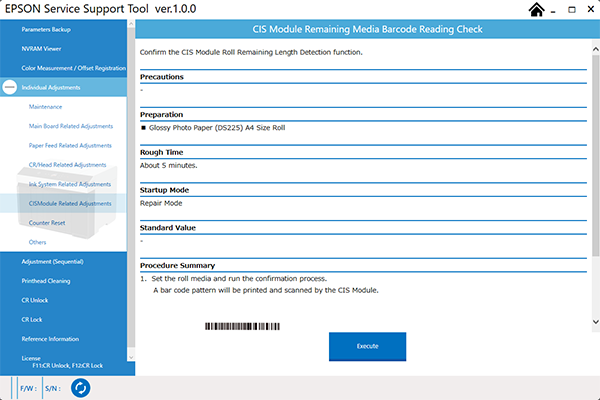 EPSON Service Support Tool ver.1.0.0
Parameters Backup
NVRAM Viewer
Color Measurement / Offset Registration
Individual Adjustments
Maintenance
Main Board Related Adjustments
Paper Feed Related Adjustments
CR/Head Related Adjustments
Ink System Related Adjustments
CISModule Related Adjustments
Counter Reset
Others
Adjustment (Sequential)
Printhead Cleaning
CR Unlock
CR Lock
Reference Information
License
F11:CR Unlock, F12:CR Lock
F/W :
S/N :
CIS Module Remaining Media Barcode Reading Check
Confirm the CIS Module Roll Remaining Length Detection function.
Precautions
-
Preparation
■ Glossy Photo Paper (DS225) A4 Size Roll
Rough Time
About 5 minutes.
Startup Mode
Repair Mode
Standard Value
-
Procedure Summary
1. Set the roll media and run the confirmation process.
A bar code pattern will be printed and scanned by the CIS Module.
Execute